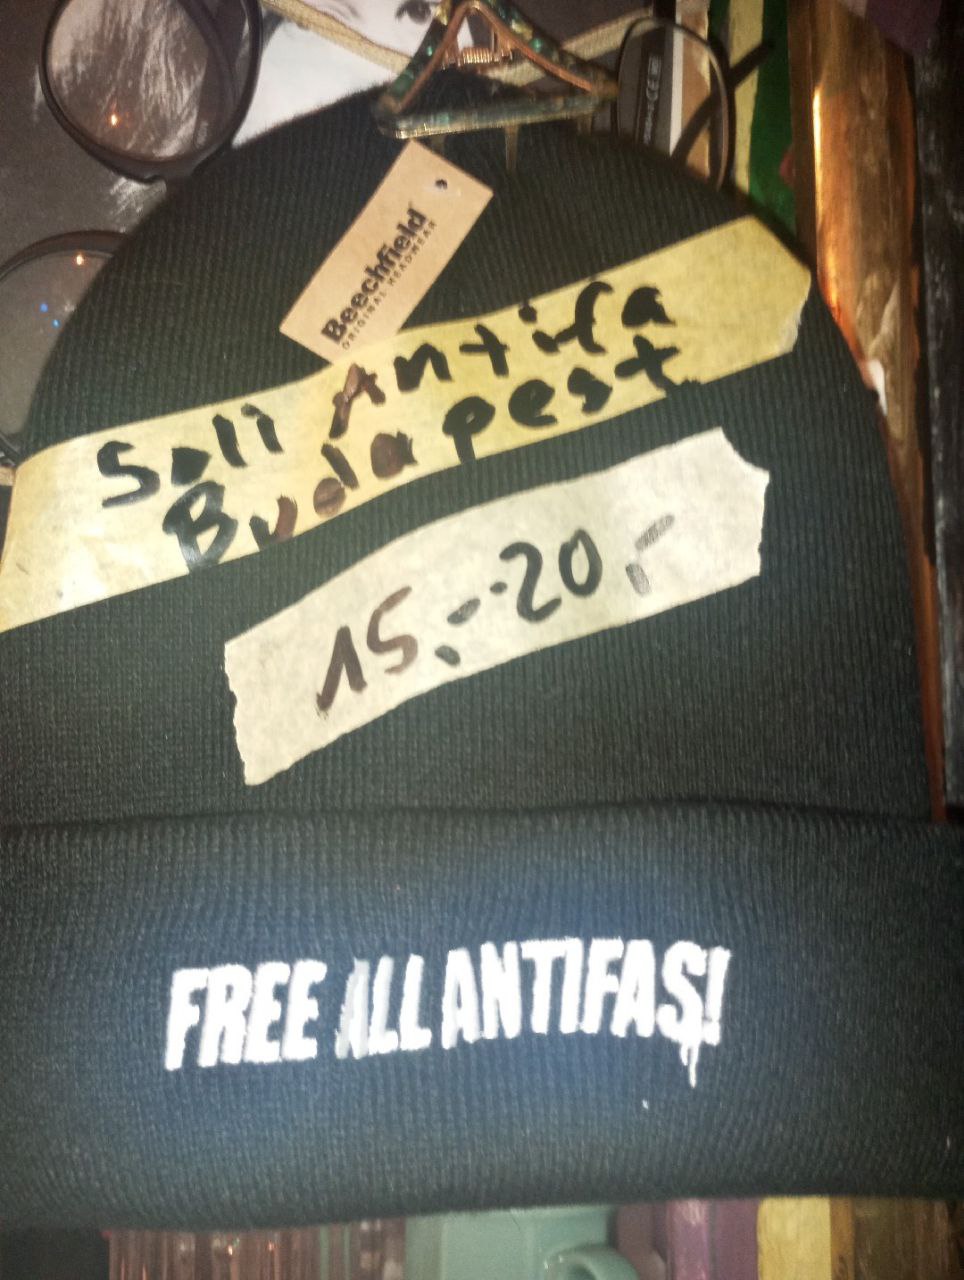 Beechfield
ORIGINAL HEADWEAR
Soli Antifa
Budapest
15,--20,-
FREE ALL ANTIFAS!